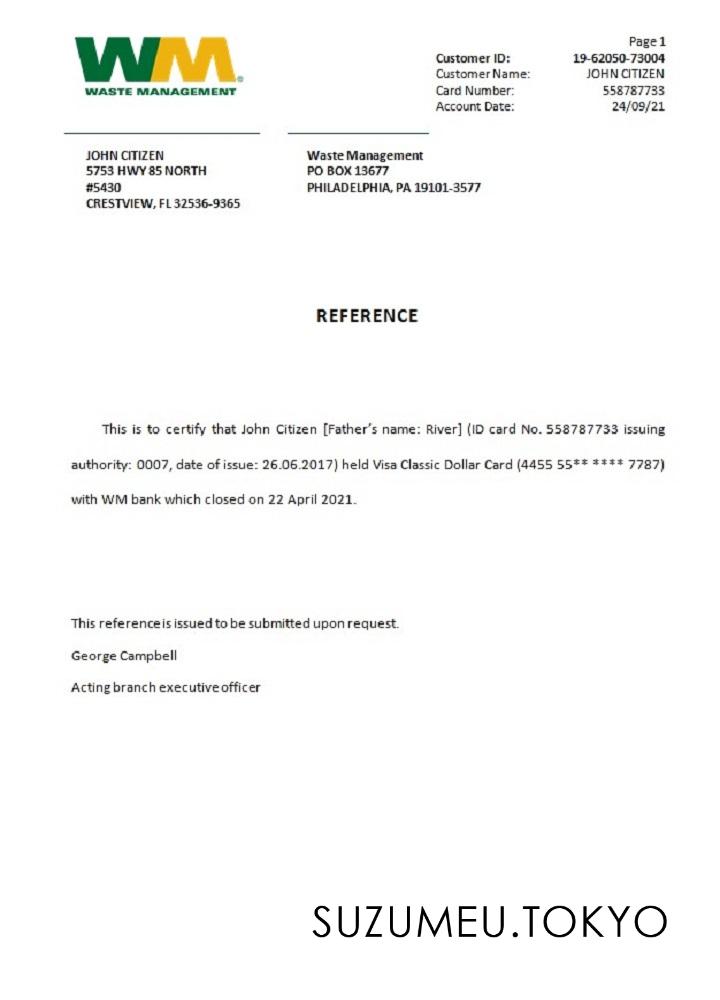 WM
WASTE MANAGEMENT
Page 1
Customer ID: 19-62050-73004
Customer Name: JOHN CITIZEN
Card Number: 558787733
Account Date: 24/09/21
JOHN CITIZEN
5753 HWY 85 NORTH
#5430
CRESTVIEW, FL 32536-9365
Waste Management
PO BOX 13677
PHILADELPHIA, PA 19101-3577
REFERENCE
This is to certify that John Citizen [Father's name: River] (ID card No. 558787733 issuing
authority: 0007, date of issue: 26.06.2017) held Visa Classic Dollar Card (4455 55** **** 7787)
with WM bank which closed on 22 April 2021.
This reference is issued to be submitted upon request.
George Campbell
Acting branch executive officer
SUZUMEU.TOKYO